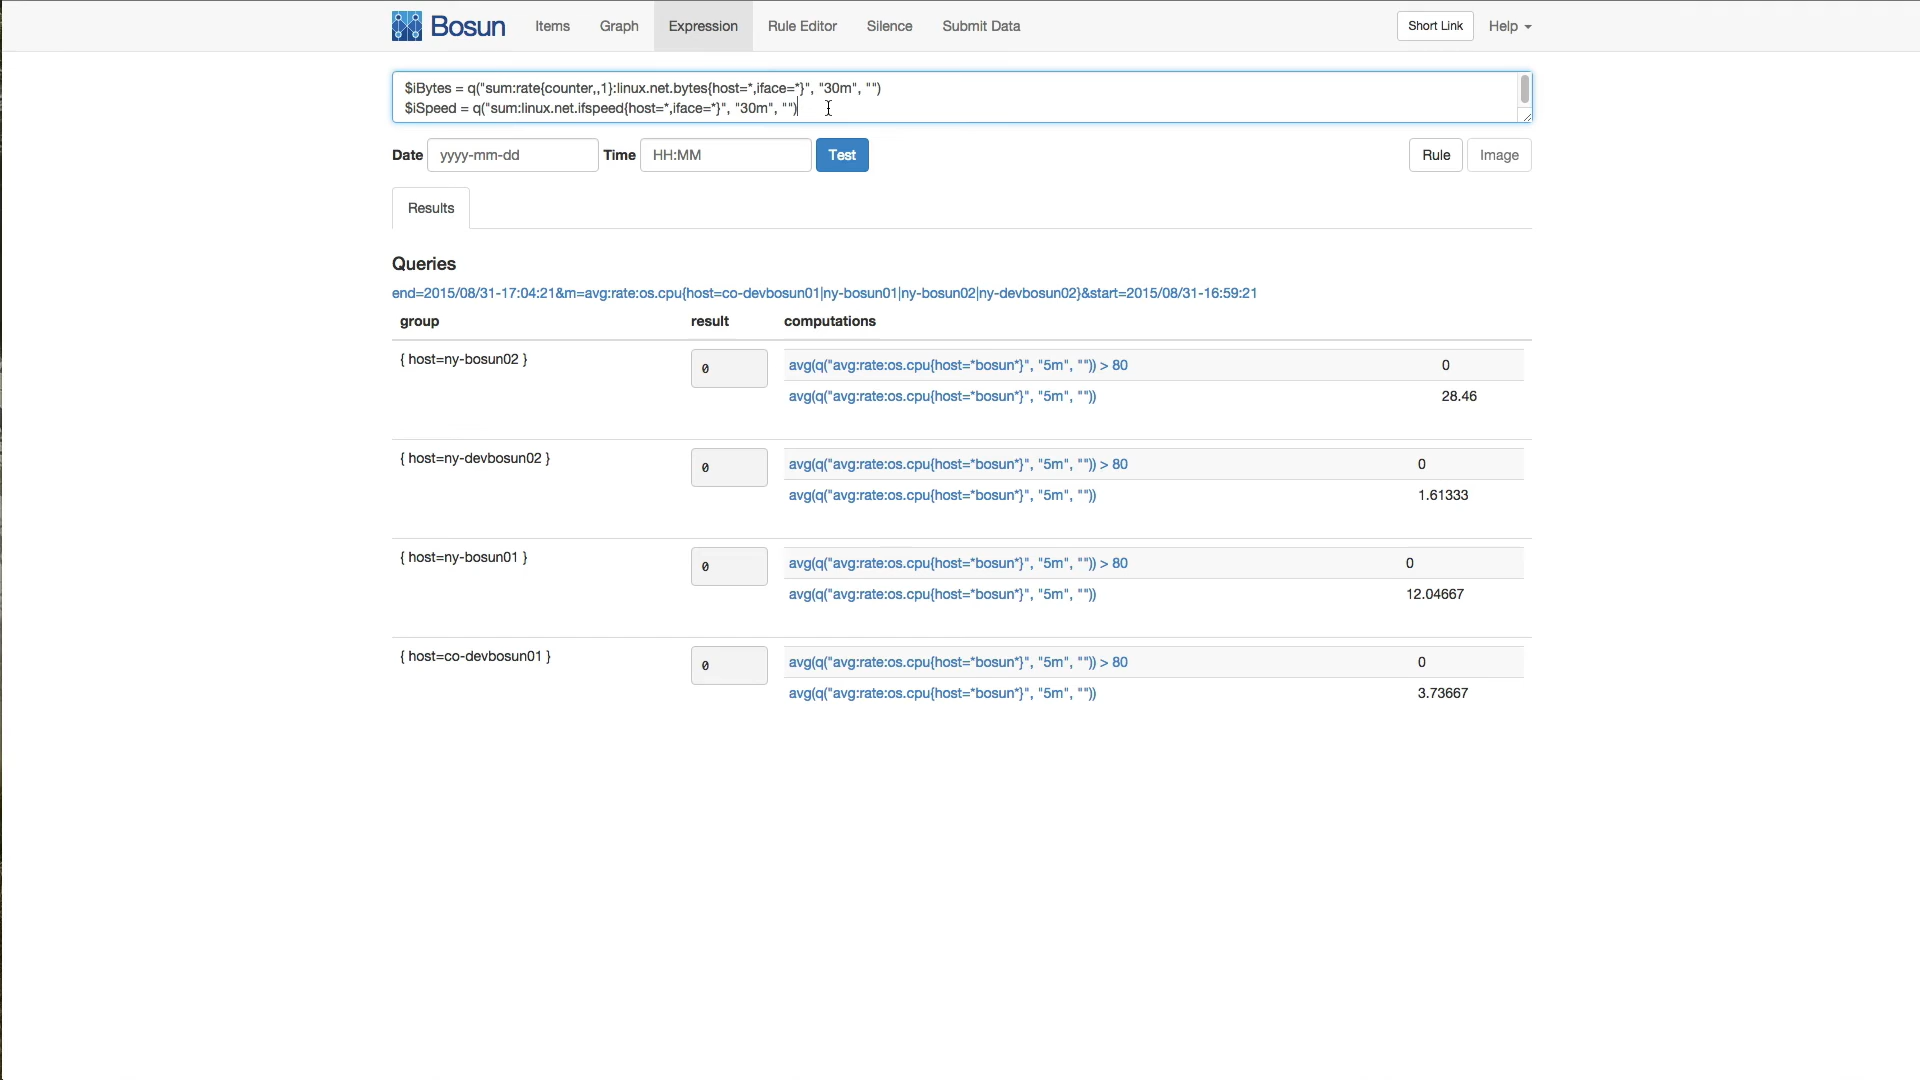 Bosun Items Graph Expression Rule Editor Silence Submit Data Short Link Help
$iBytes = q("sum:rate{counter,,1}:linux.net.bytes{host=*,iface=*}", "30m", "")
$iSpeed = q("sum:linux.net.ifspeed{host=*,iface=*}", "30m", "")
Date yyyy-mm-dd Time HH:MM Test Rule Image
Results
Queries
end=2015/08/31-17:04:21&m=avg:rate:os.cpu{host=co-devbosun01|ny-bosun01|ny-bosun02|ny-devbosun02}&start=2015/08/31-16:59:21
group result computations
{ host=ny-bosun02 } 0 avg(q("avg:rate:os.cpu{host=*bosun*}", "5m", "")) > 80 0
avg(q("avg:rate:os.cpu{host=*bosun*}", "5m", "")) 28.46
{ host=ny-devbosun02 } 0 avg(q("avg:rate:os.cpu{host=*bosun*}", "5m", "")) > 80 0
avg(q("avg:rate:os.cpu{host=*bosun*}", "5m", "")) 1.61333
{ host=ny-bosun01 } 0 avg(q("avg:rate:os.cpu{host=*bosun*}", "5m", "")) > 80 0
avg(q("avg:rate:os.cpu{host=*bosun*}", "5m", "")) 12.04667
{ host=co-devbosun01 } 0 avg(q("avg:rate:os.cpu{host=*bosun*}", "5m", "")) > 80 0
avg(q("avg:rate:os.cpu{host=*bosun*}", "5m", "")) 3.73667